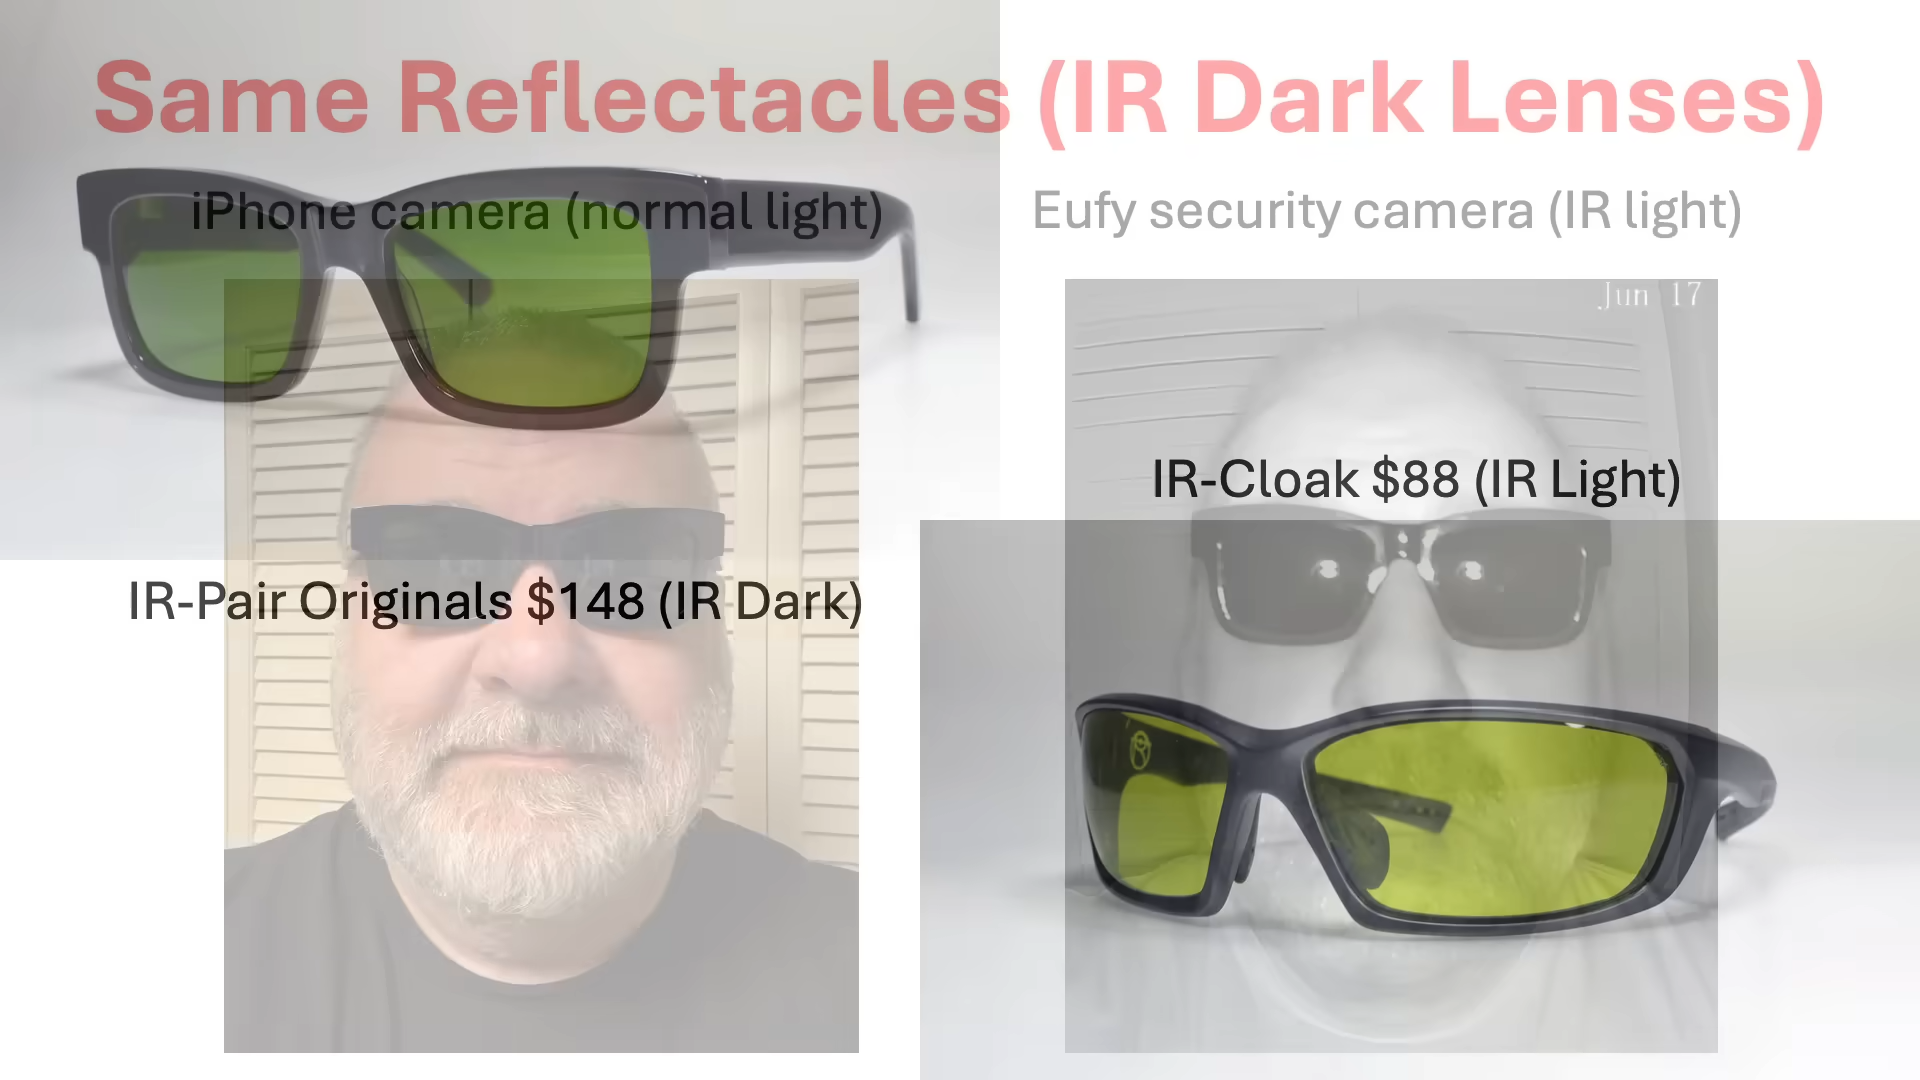 Same Reflectacles (IR Dark Lenses)
iPhone camera (normal light)
Eufy security camera (IR light)
Jun 17
IR-Cloak $88 (IR Light)
IR-Pair Originals $148 (IR Dark)